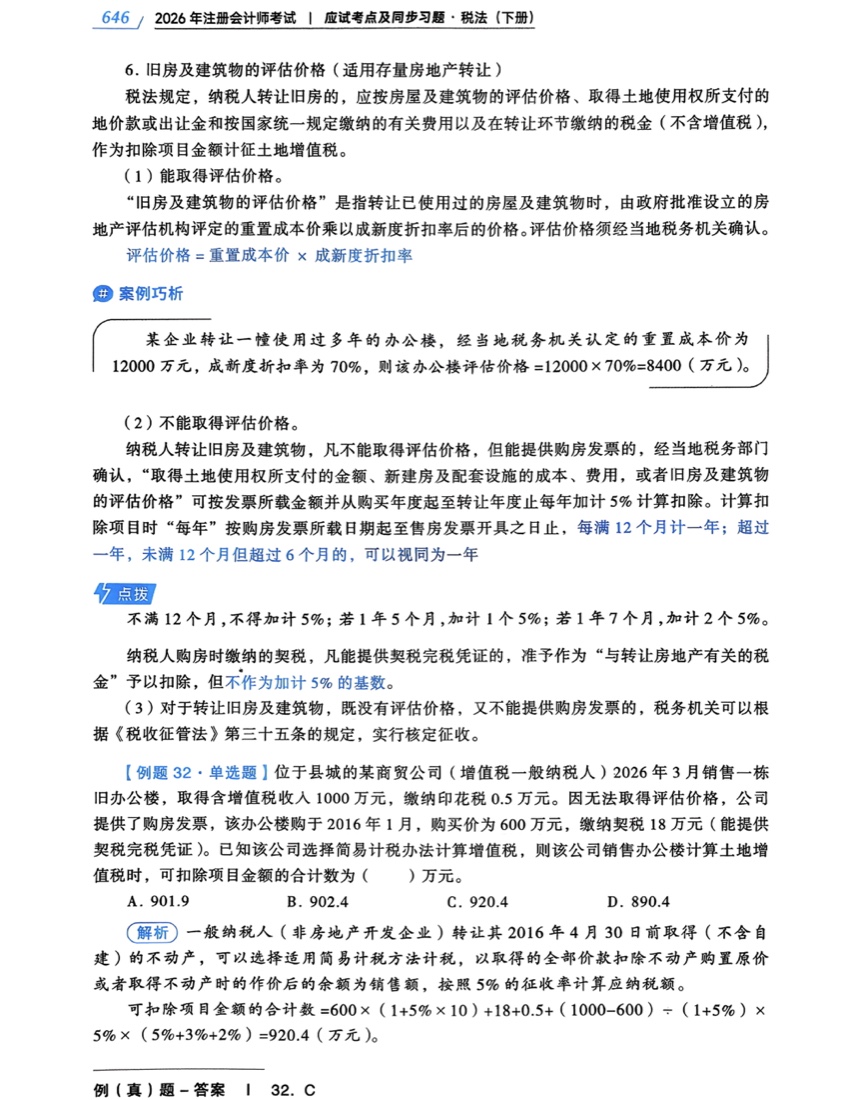 646 2026年注册会计师考试 | 应试考点及同步习题·税法（下册）
6. 旧房及建筑物的评估价格（适用存量房地产转让）
税法规定，纳税人转让旧房的，应按房屋及建筑物的评估价格、取得土地使用权所支付的
地价款或出让金和按国家统一规定缴纳的有关费用以及在转让环节缴纳的税金（不含增值税），
作为扣除项目金额计征土地增值税。
（1）能取得评估价格。
“旧房及建筑物的评估价格”是指转让已使用过的房屋及建筑物时，由政府批准设立的房
地产评估机构评定的重置成本价乘以成新度折扣率后的价格。评估价格须经当地税务机关确认。
评估价格=重置成本价 × 成新度折扣率
# 案例巧析
某企业转让一幢使用过多年的办公楼，经当地税务机关认定的重置成本价为
12000万元，成新度折扣率为70%，则该办公楼评估价格=12000×70%=8400（万元）。
（2）不能取得评估价格。
纳税人转让旧房及建筑物，凡不能取得评估价格，但能提供购房发票的，经当地税务部门
确认，“取得土地使用权所支付的金额、新建房及配套设施的成本、费用，或者旧房及建筑物
的评估价格”可按发票所载金额并从购买年度起至转让年度止每年加计5%计算扣除。计算扣
除项目时“每年”按购房发票所载日期起至售房发票开具之日止，每满12个月计一年；超过
一年，未满12个月但超过6个月的，可以视同为一年
点拨
不满12个月，不得加计5%；若1年5个月，加计1个5%；若1年7个月，加计2个5%。
纳税人购房时缴纳的契税，凡能提供契税完税凭证的，准予作为“与转让房地产有关的税
金”予以扣除，但不作为加计5%的基数。
（3）对于转让旧房及建筑物，既没有评估价格，又不能提供购房发票的，税务机关可以根
据《税收征管法》第三十五条的规定，实行核定征收。
【例题32·单选题】位于县城的某商贸公司（增值税一般纳税人）2026年3月销售一栋
旧办公楼，取得含增值税收入1000万元，缴纳印花税0.5万元。因无法取得评估价格，公司
提供了购房发票，该办公楼购于2016年1月，购买价为600万元，缴纳契税18万元（能提供
契税完税凭证）。已知该公司选择简易计税办法计算增值税，则该公司销售办公楼计算土地增
值税时，可扣除项目金额的合计数为（　　）万元。
A. 901.9 B. 902.4 C. 920.4 D. 890.4
解析 一般纳税人（非房地产开发企业）转让其2016年4月30日前取得（不含自
建）的不动产，可以选择适用简易计税方法计税，以取得的全部价款扣除不动产购置原价
或者取得不动产时的作价后的余额为销售额，按照5%的征收率计算应纳税额。
可扣除项目金额的合计数=600×（1+5%×10）+18+0.5+（1000-600）÷（1+5%）×
5%×（5%+3%+2%）=920.4（万元）。
例（真）题－答案 | 32. C